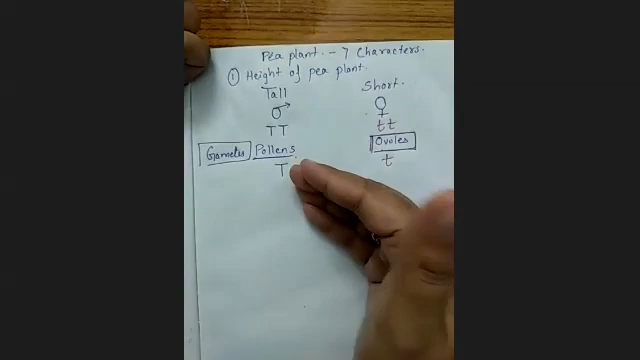 Pea plant - 7 Characters.
① Height of pea plant.
Tall Short.
♂ ♀
TT tt
Gametes Pollens Ovules
T t